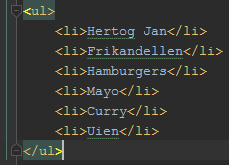 <ul>
<li>Hertog Jan</li>
<li>Frikandellen</li>
<li>Hamburgers</li>
<li>Mayo</li>
<li>Curry</li>
<li>Uien</li>
</ul>